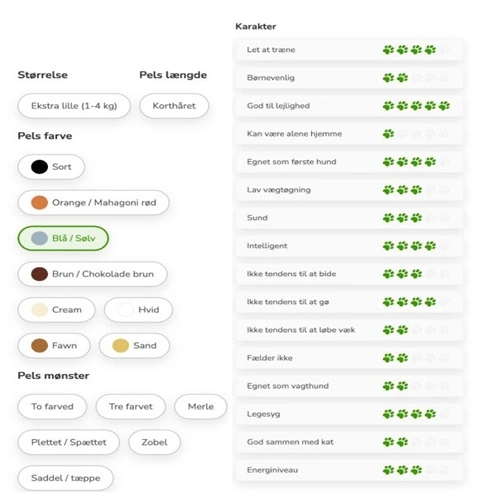 Størrelse
Pels længde
Ekstra lille (1-4 kg)
Korthåret
Pels farve
Sort
Orange / Mahagoni rød
Blå / Sølv
Brun / Chokolade brun
Cream
Hvid
Fawn
Sand
Pels mønster
To farved
Tre farvet
Merle
Plettet / Spættet
Zobel
Saddel / tæppe
Karakter
Let at træne
Børnevenlig
God til lejlighed
Kan være alene hjemme
Egnet som første hund
Lav vægtøgning
Sund
Intelligent
Ikke tendens til at bide
Ikke tendens til at gø
Ikke tendens til at løbe væk
Fælder ikke
Egnet som vagthund
Legesyg
God sammen med kat
Energiniveau